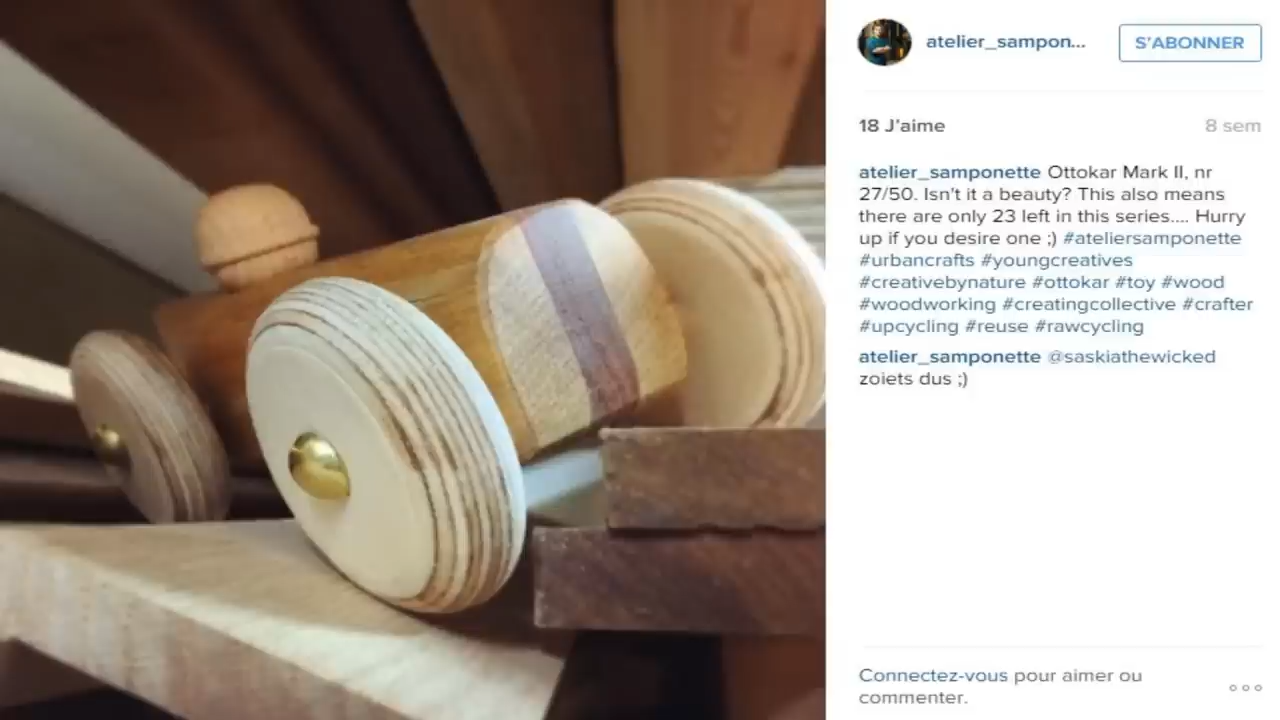 atelier_sampon...
S'ABONNER
18 J'aime
8 sem
atelier_samponette Ottokar Mark II, nr
27/50. Isn't it a beauty? This also means
there are only 23 left in this series.... Hurry
up if you desire one ;) #ateliersamponette
#urbancrafts #youngcreatives
#creativebynature #ottokar #toy #wood
#woodworking #creatingcollective #crafter
#upcycling #reuse #rawcycling
atelier_samponette @saskiathewicked
zoiets dus ;)
Connectez-vous pour aimer ou
commenter.